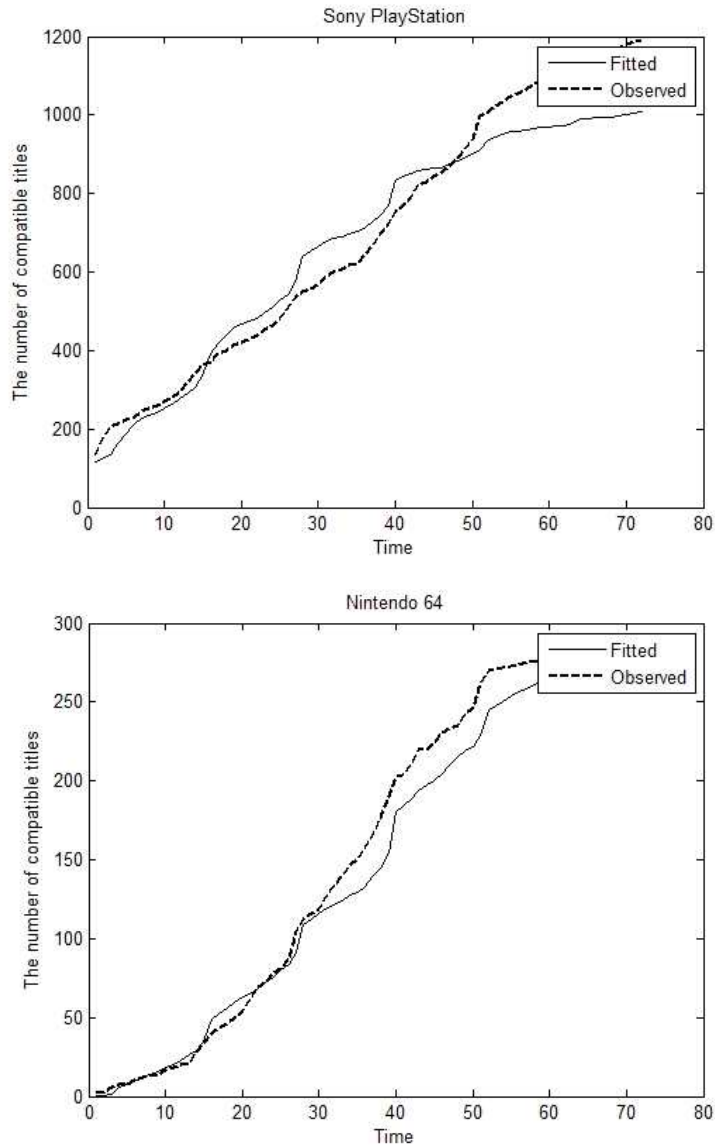 Sony PlayStation
1200
1000
800
600
400
200
0
The number of compatible titles
Fitted
Observed
0 10 20 30 40 50 60 70 80
Time
Nintendo 64
300
250
200
150
100
50
0
The number of compatible titles
Fitted
Observed
0 10 20 30 40 50 60 70 80
Time